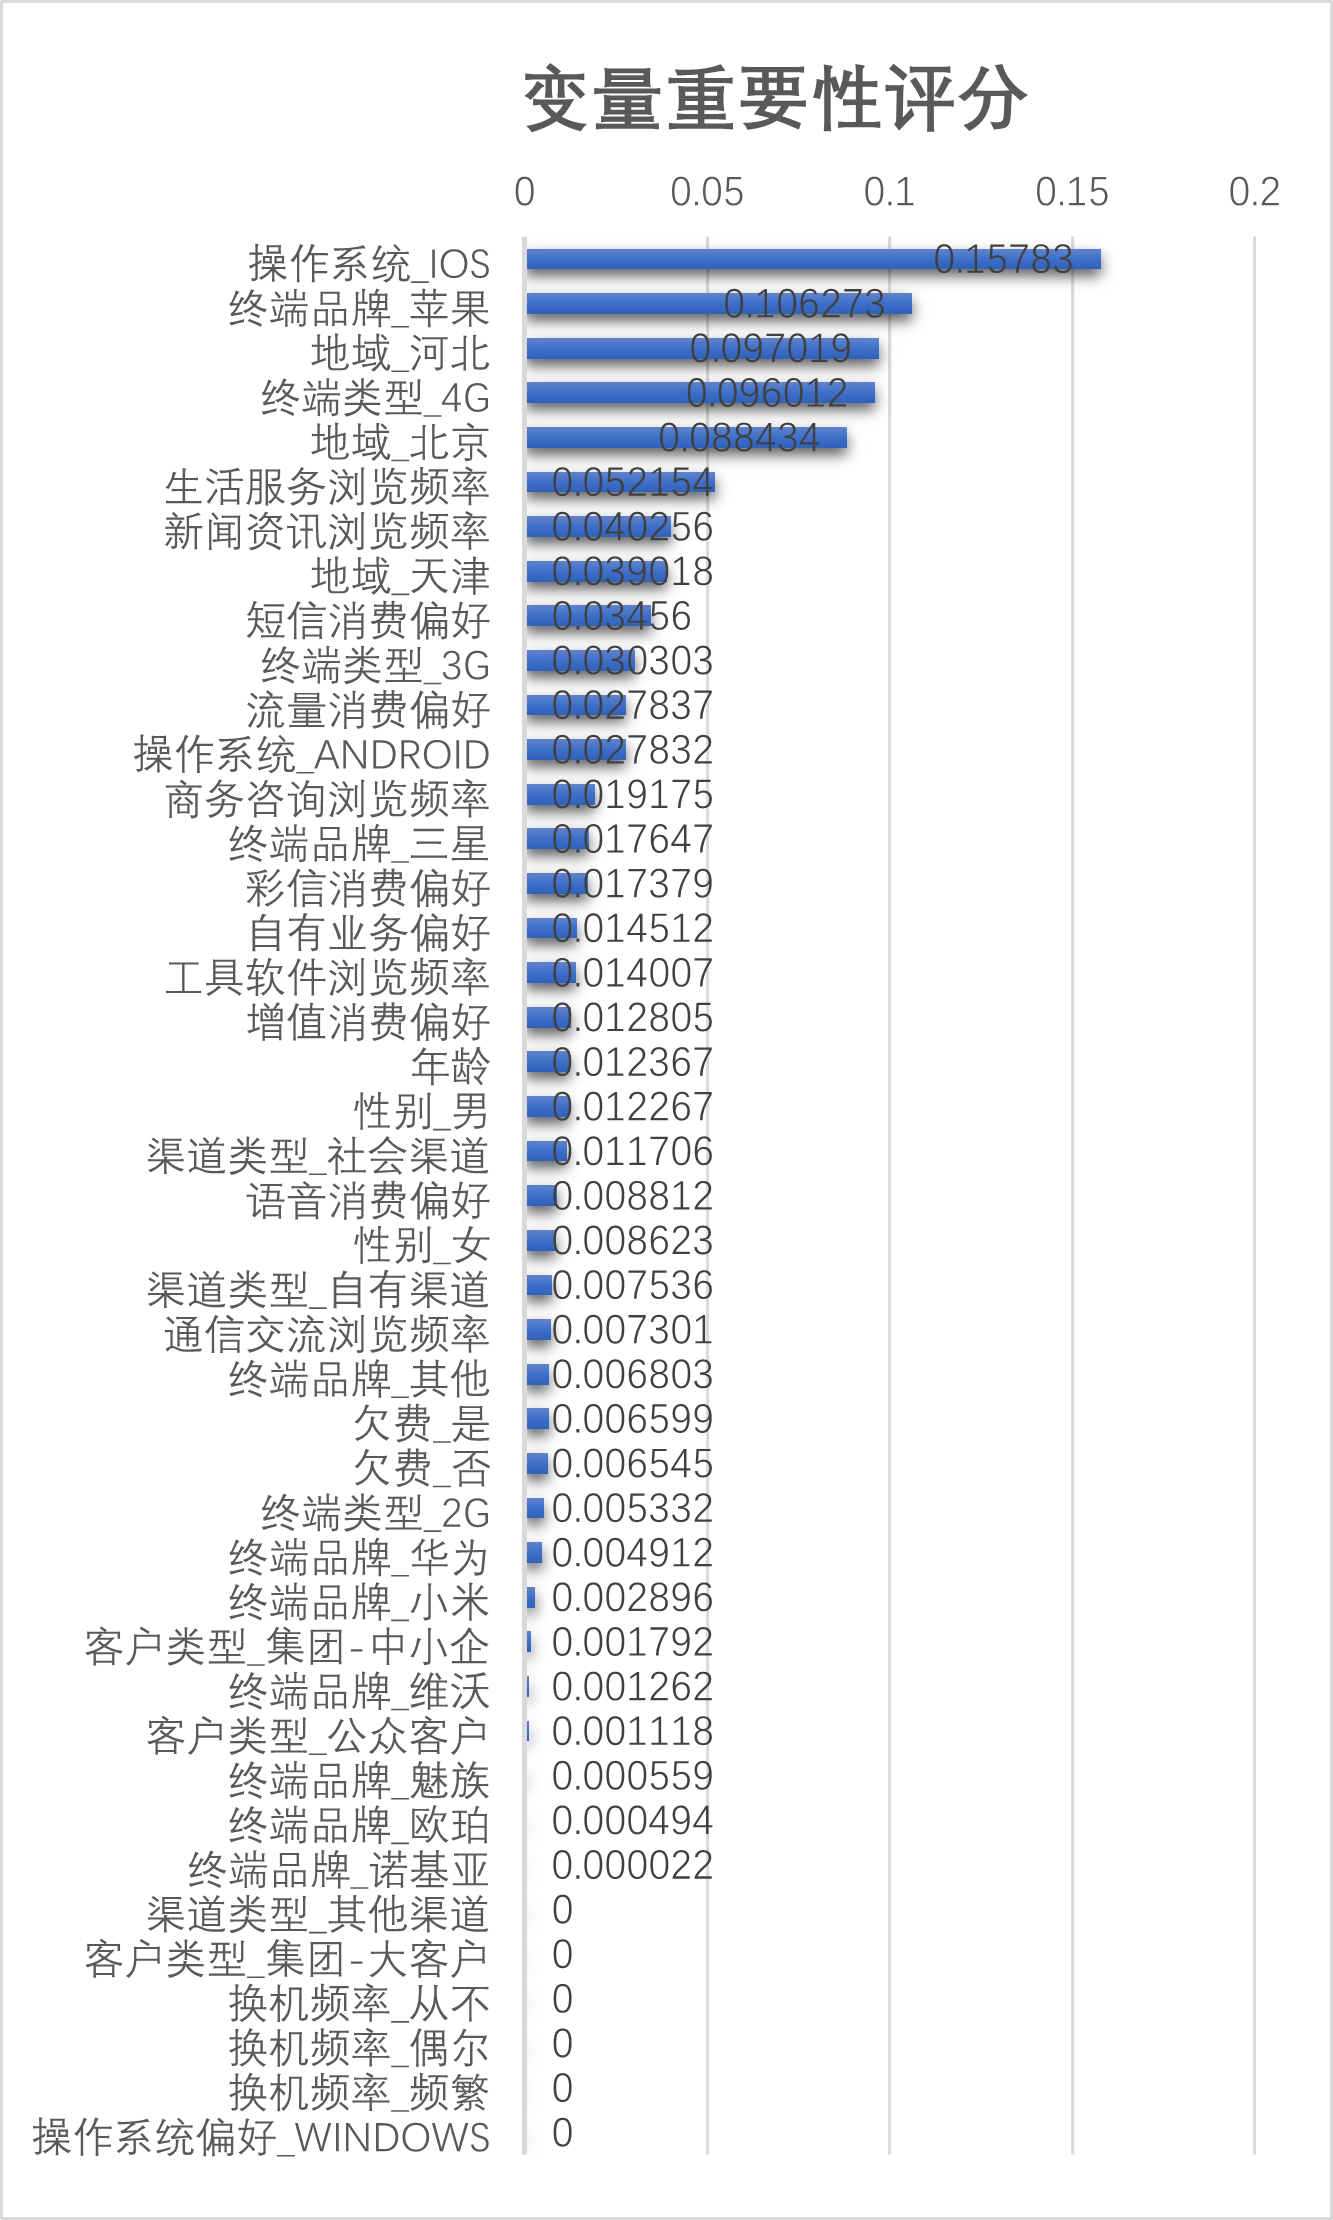 变量重要性评分
0 0.05 0.1 0.15 0.2
操作系统_IOS 0.15783
终端品牌_苹果 0.106273
地域_河北 0.097019
终端类型_4G 0.096012
地域_北京 0.088434
生活服务浏览频率 0.052154
新闻资讯浏览频率 0.040256
地域_天津 0.039018
短信消费偏好 0.03456
终端类型_3G 0.030303
流量消费偏好 0.027837
操作系统_ANDROID 0.027832
商务咨询浏览频率 0.019175
终端品牌_三星 0.017647
彩信消费偏好 0.017379
自有业务偏好 0.014512
工具软件浏览频率 0.014007
增值消费偏好 0.012805
年龄 0.012367
性别_男 0.012267
渠道类型_社会渠道 0.011706
语音消费偏好 0.008812
性别_女 0.008623
渠道类型_自有渠道 0.007536
通信交流浏览频率 0.007301
终端品牌_其他 0.006803
欠费_是 0.006599
欠费_否 0.006545
终端类型_2G 0.005332
终端品牌_华为 0.004912
终端品牌_小米 0.002896
客户类型_集团-中小企 0.001792
终端品牌_维沃 0.001262
客户类型_公众客户 0.001118
终端品牌_魅族 0.000559
终端品牌_欧珀 0.000494
终端品牌_诺基亚 0.000022
渠道类型_其他渠道 0
客户类型_集团-大客户 0
换机频率_从不 0
换机频率_偶尔 0
换机频率_频繁 0
操作系统偏好_WINDOWS 0